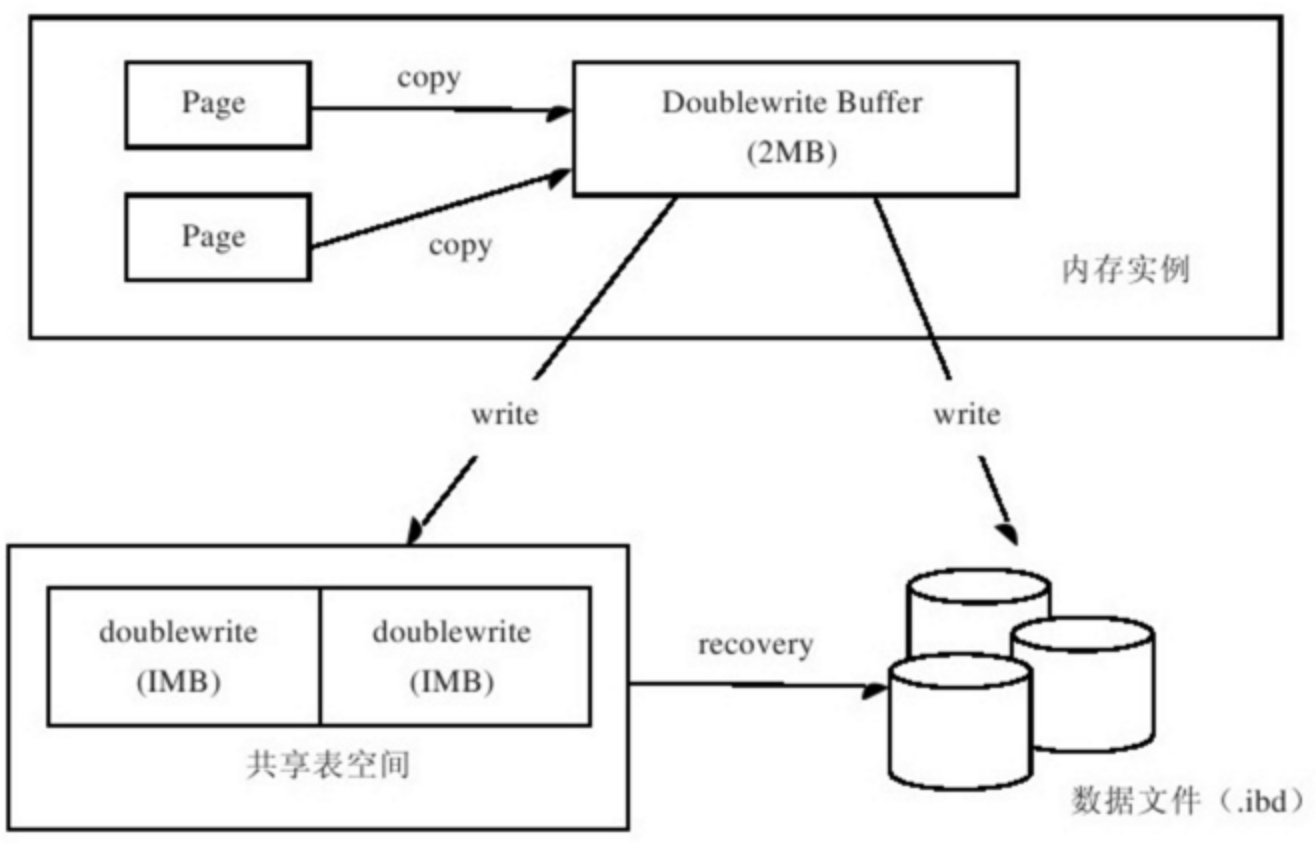 Page
copy
Doublewrite Buffer
(2MB)
Page
copy
内存实例
write
write
doublewrite
(IMB)
doublewrite
(IMB)
recovery
共享表空间
数据文件（.ibd）